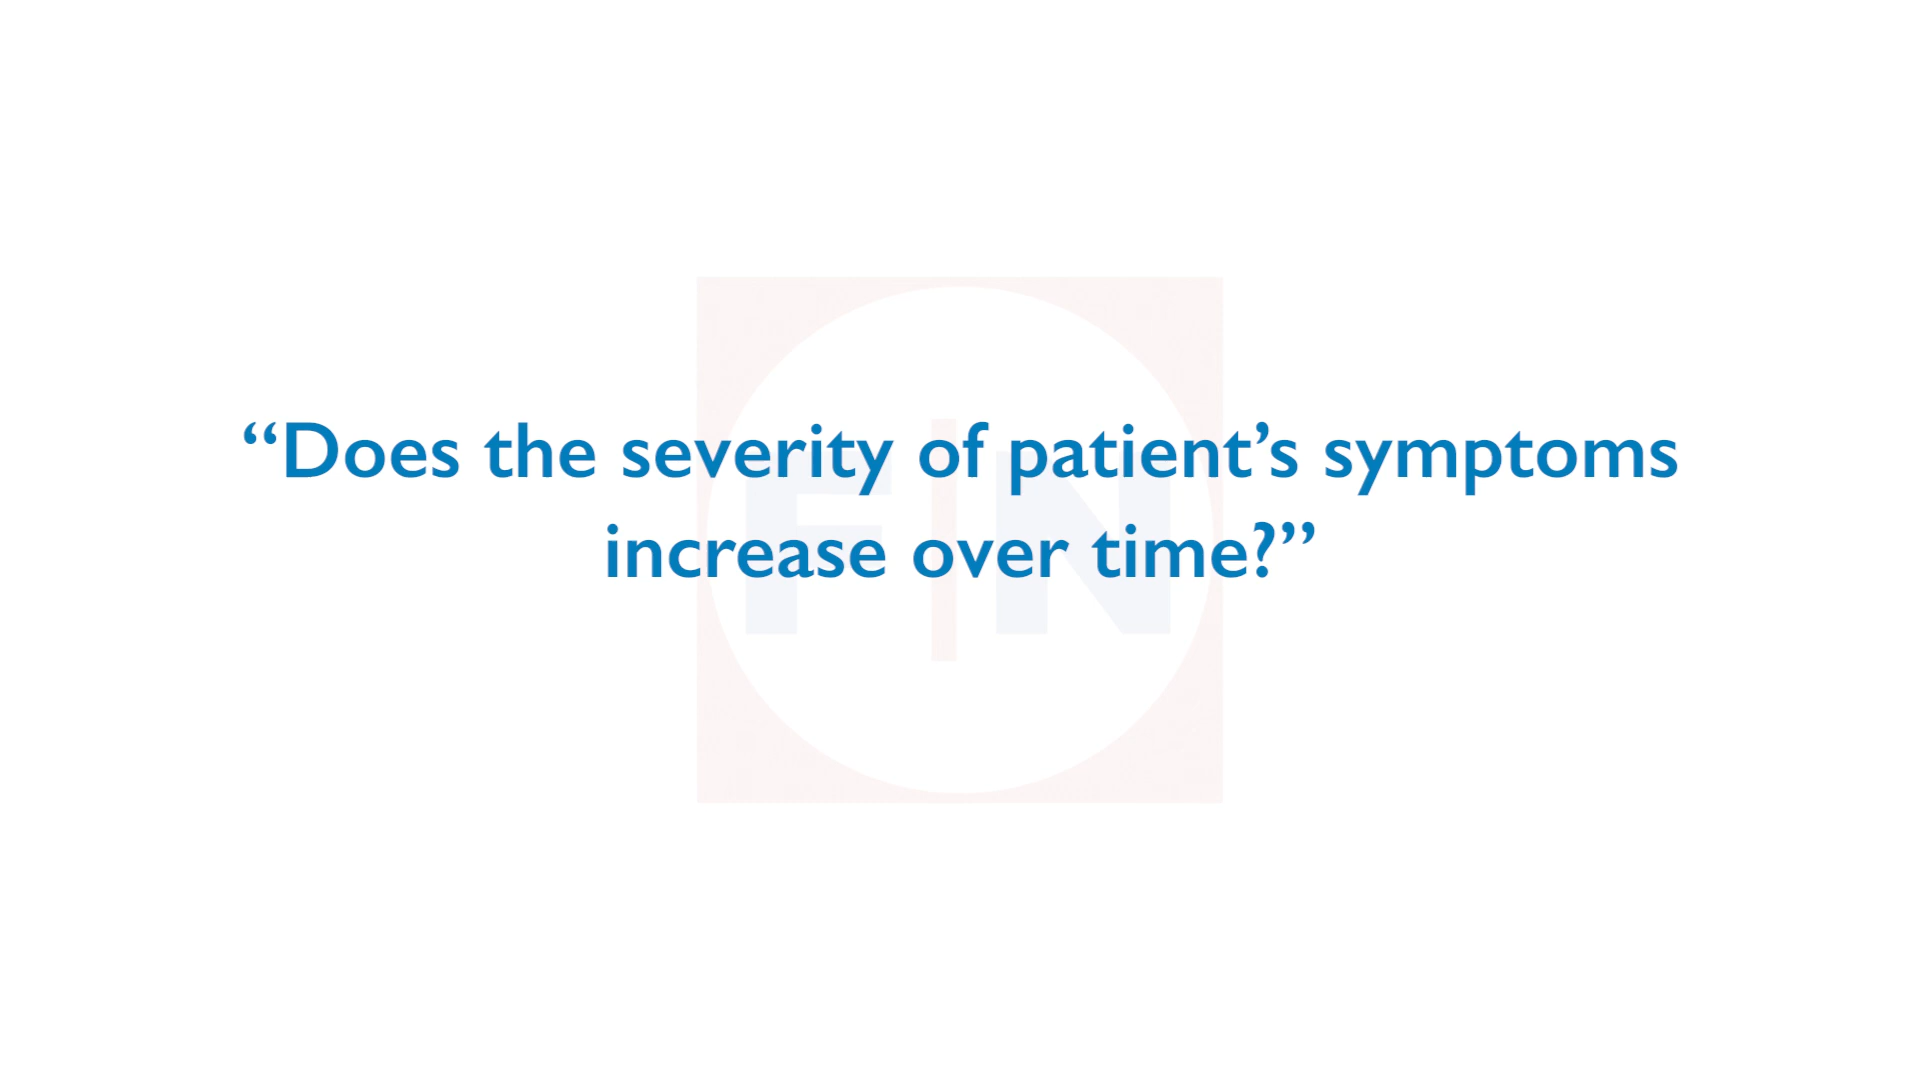 “Does the severity of patient’s symptoms
increase over time?”
F|N